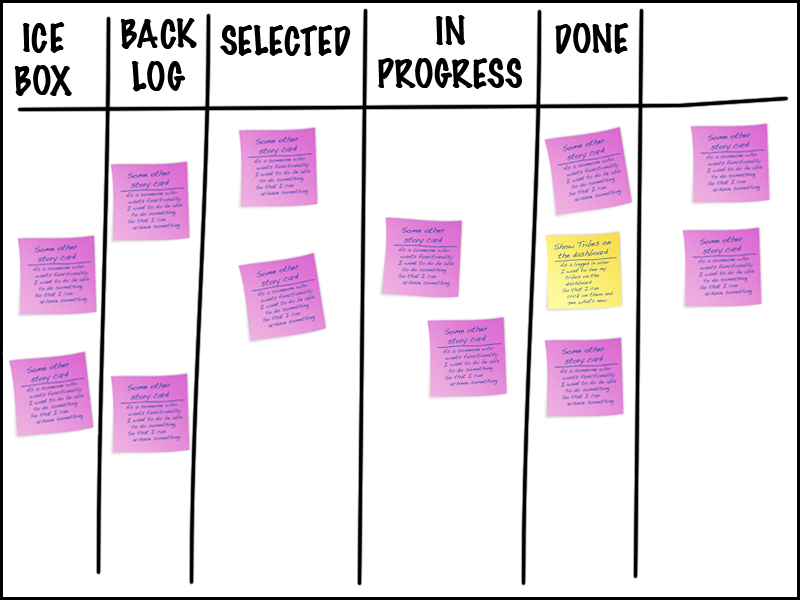 ICE
BOX
BACK
LOG
SELECTED
IN
PROGRESS
DONE
Some other
story card
As a someone who
wants functionality
I want to do be able
to do something
So that I can
achieve something
Some other
story card
As a someone who
wants functionality
I want to do be able
to do something
So that I can
achieve something
Some other
story card
As a someone who
wants functionality
I want to do be able
to do something
So that I can
achieve something
Some other
story card
As a someone who
wants functionality
I want to do be able
to do something
So that I can
achieve something
Some other
story card
As a someone who
wants functionality
I want to do be able
to do something
So that I can
achieve something
Some other
story card
As a someone who
wants functionality
I want to do be able
to do something
So that I can
achieve something
Some other
story card
As a someone who
wants functionality
I want to do be able
to do something
So that I can
achieve something
Some other
story card
As a someone who
wants functionality
I want to do be able
to do something
So that I can
achieve something
Some other
story card
As a someone who
wants functionality
I want to do be able
to do something
So that I can
achieve something
Show Tribes on
the dashboard
As a logged in user
I want to see my
tribes on the
dashboard
So that I can
click on them and
see what's new
Some other
story card
As a someone who
wants functionality
I want to do be able
to do something
So that I can
achieve something
Some other
story card
As a someone who
wants functionality
I want to do be able
to do something
So that I can
achieve something
Some other
story card
As a someone who
wants functionality
I want to do be able
to do something
So that I can
achieve something